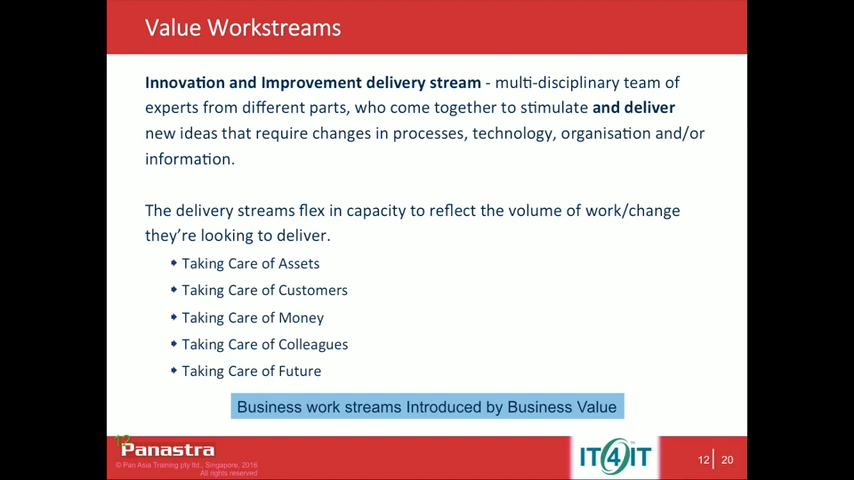 Value Workstreams
Innovation and Improvement delivery stream - multi-disciplinary team of
experts from different parts, who come together to stimulate and deliver
new ideas that require changes in processes, technology, organisation and/or
information.
The delivery streams flex in capacity to reflect the volume of work/change
they're looking to deliver.
Taking Care of Assets
Taking Care of Customers
Taking Care of Money
Taking Care of Colleagues
Taking Care of Future
Business work streams Introduced by Business Value
12
Panastra
© Pan Asia Training pty ltd., Singapore, 2016
All rights reserved
IT4IT™
12 20